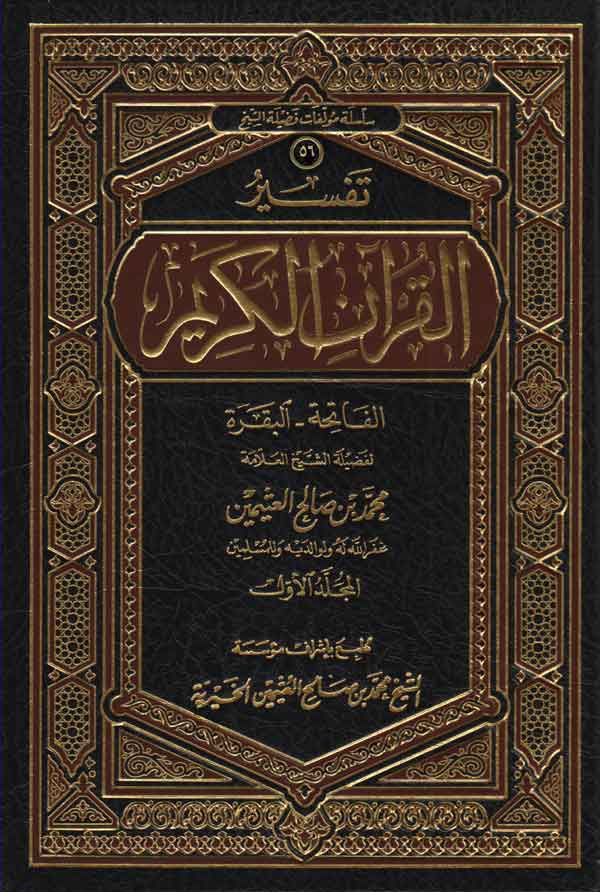 سلسلة مؤلفات فضيلة الشيخ
٥٦
تفسير
القرآن الكريم
الفاتحة - البقرة
لفضيلة الشيخ العلامة
محمد بن صالح العثيمين
غفر الله له ولوالديه وللمسلمين
المجلد الأول
طبع بإشراف مؤسسة
الشيخ محمد بن صالح العثيمين الخيرية